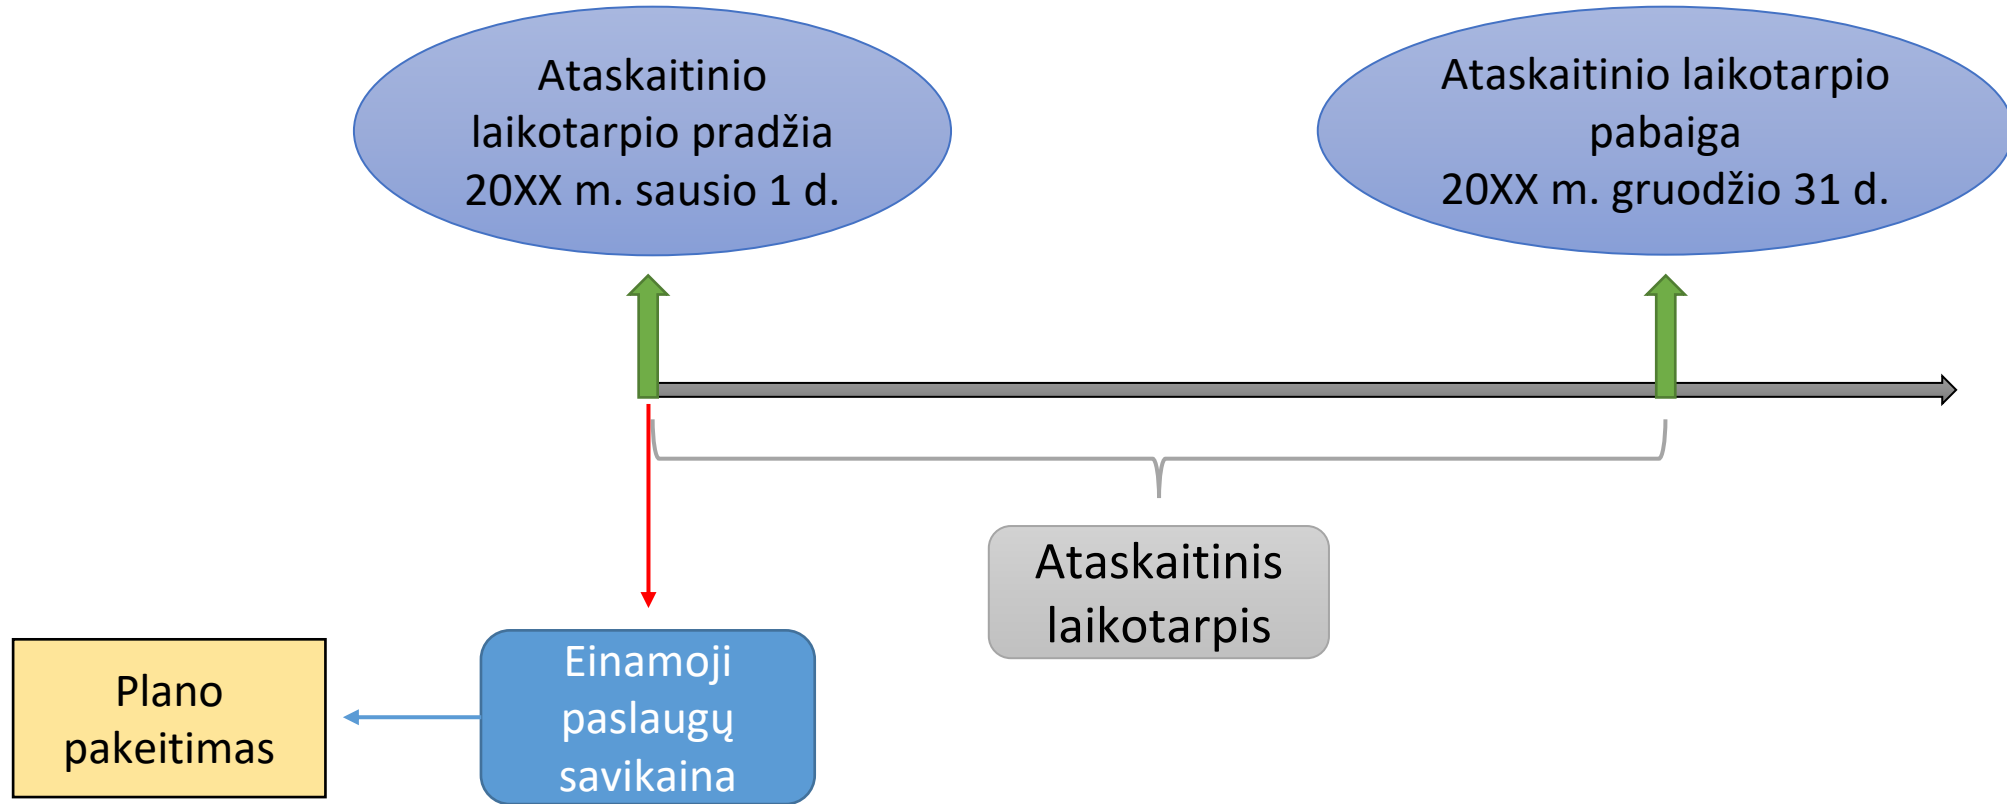 Ataskaitinio
laikotarpio pradžia
20XX m. sausio 1 d.
Ataskaitinio laikotarpio
pabaiga
20XX m. gruodžio 31 d.
Ataskaitinis
laikotarpis
Plano
pakeitimas
Einamoji
paslaugų
savikaina